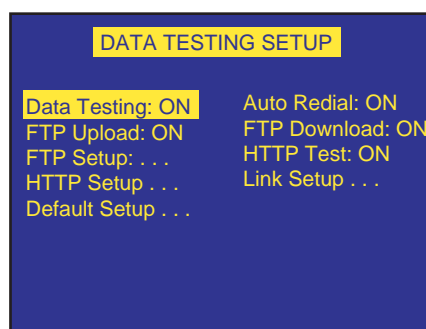 DATA TESTING SETUP
Data Testing: ON
FTP Upload: ON
FTP Setup: . . .
HTTP Setup . . .
Default Setup . . .
Auto Redial: ON
FTP Download: ON
HTTP Test: ON
Link Setup . . .